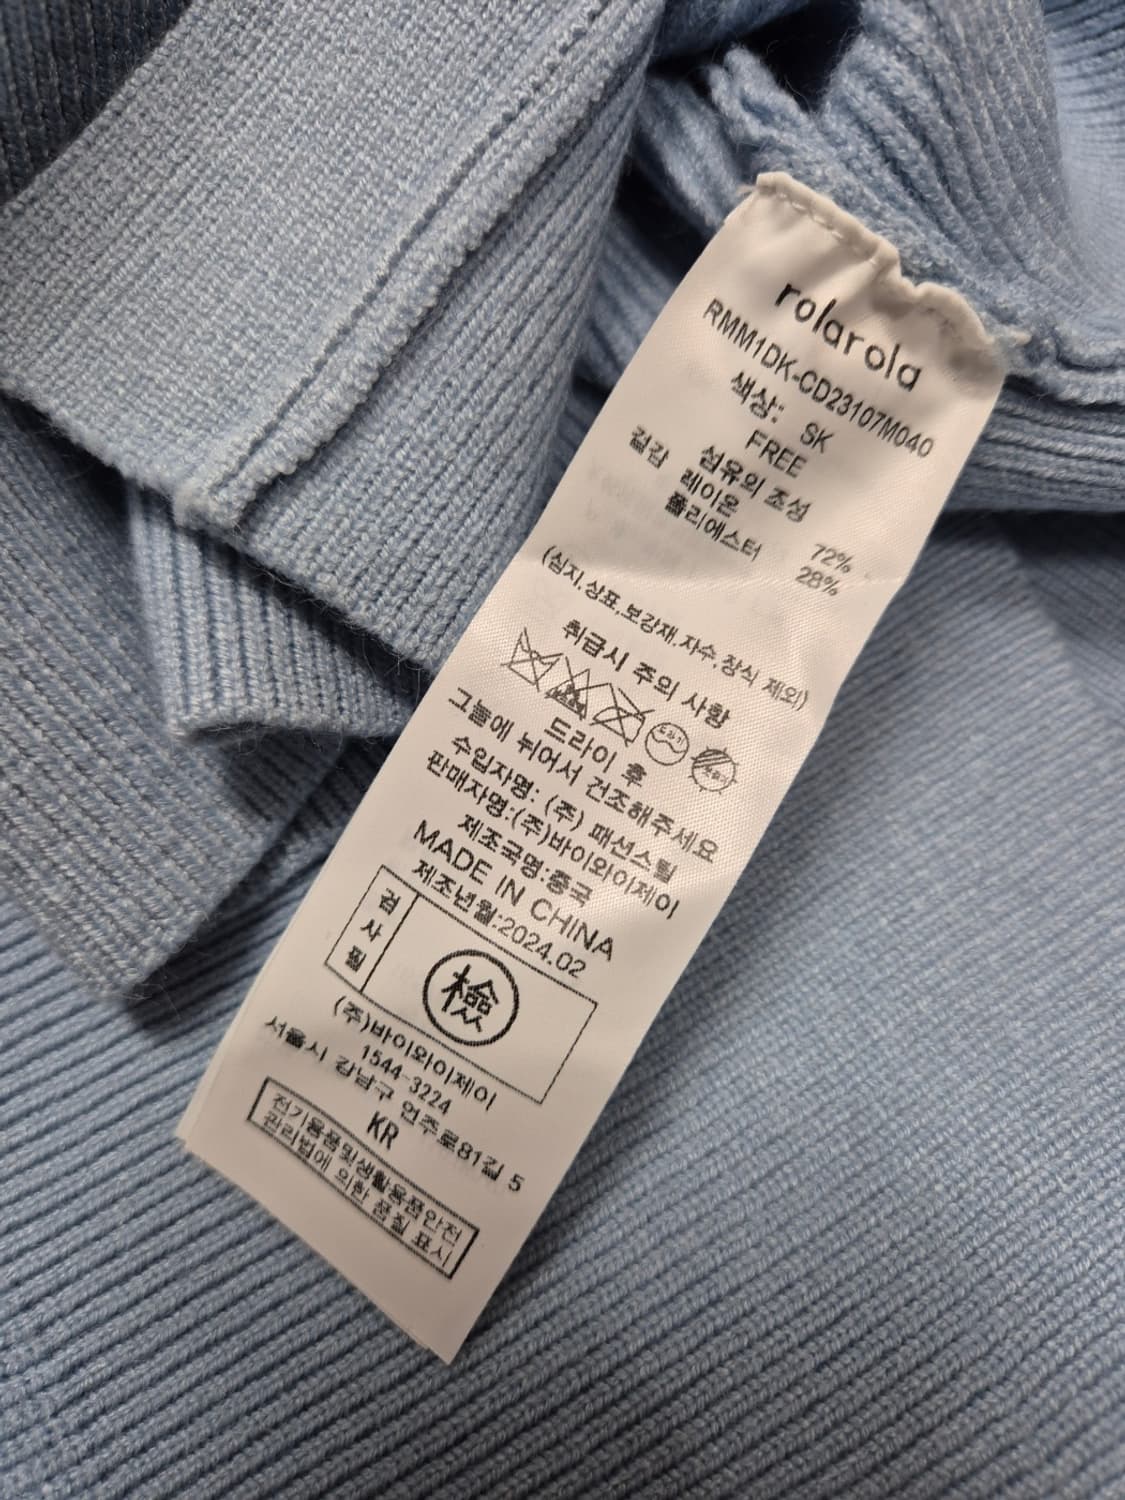 rolarola
RMM1DK-CD23107M040
색상: SK
FREE
섬유의 조성
겉감 레이온 72%
폴리에스터 28%
(심지,상표,보강재,자수,장식 제외)
취급시 주의 사항
드라이
드라이 후
그늘에 뉘어서 건조해주세요
수입자명: (주) 패션스틸
판매자명:(주)바이와이제이
제조국명:중국
MADE IN CHINA
제조년월:2024.02
검사필
檢
(주)바이와이제이
1544-3224
서울시 강남구 언주로81길 5
KR
전기용품및생활용품안전
관리법에 의한 품질 표시